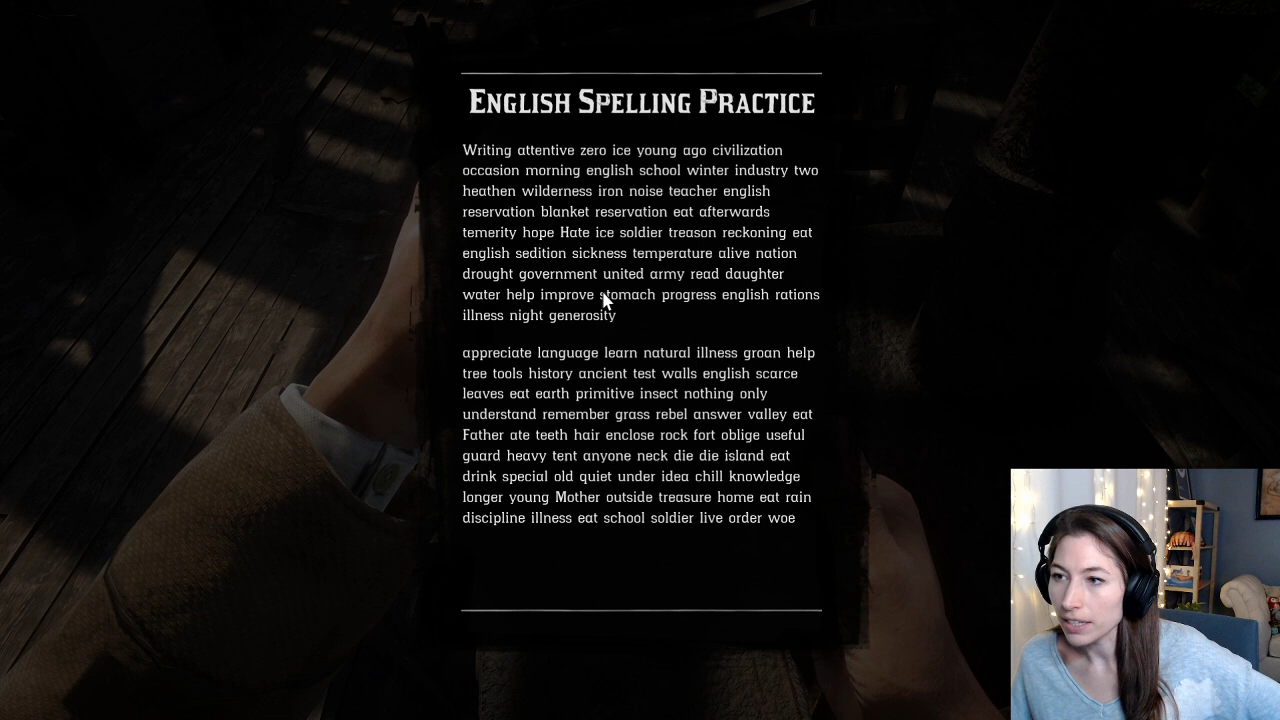 English Spelling Practice
Writing attentive zero ice young ago civilization
occasion morning english school winter industry two
heathen wilderness iron noise teacher english
reservation blanket reservation eat afterwards
temerity hope Hate ice soldier treason reckoning eat
english sedition sickness temperature alive nation
drought government united army read daughter
water help improve stomach progress english rations
illness night generosity
appreciate language learn natural illness groan help
tree tools history ancient test walls english scarce
leaves eat earth primitive insect nothing only
understand remember grass rebel answer valley eat
Father ate teeth hair enclose rock fort oblige useful
guard heavy tent anyone neck die die island eat
drink special old quiet under idea chill knowledge
longer young Mother outside treasure home eat rain
discipline illness eat school soldier live order woe